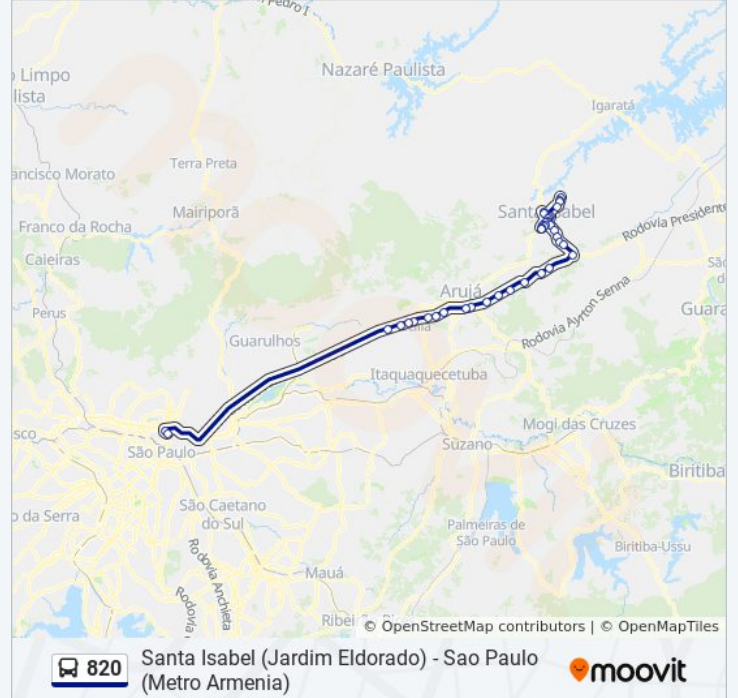 Pedro I
Nazaré Paulista
Limpo
lista
Igaratá
Terra Preta
ancisco Morato
Mairiporã
Franco da Rocha
Rodovia Presidente
Caieiras
Arujá
Perus
Rodovia Ayrton Senna
Guara
Guarulhos
Itaquaquecetuba
sco
Mogi das Cruzes
São Paulo
Suzano
Biritiba
São Caetano
do Sul
o da Serra
Palmeiras de
São Paulo
Biritiba-Ussu
Rodovia Anchieta
Mauá
Rodovia
© OpenStreetMap contributors | © OpenMapTiles
820
Santa Isabel (Jardim Eldorado) - Sao Paulo
(Metro Armenia)
moovit